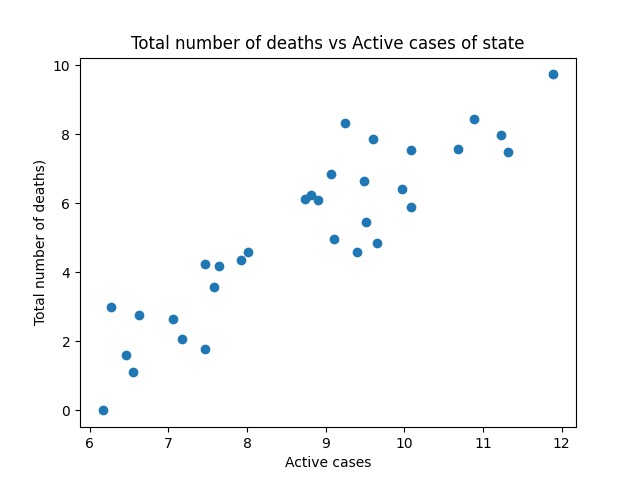 Total number of deaths vs Active cases of state
10
8
6
4
2
0
Total number of deaths)
6 7 8 9 10 11 12
Active cases